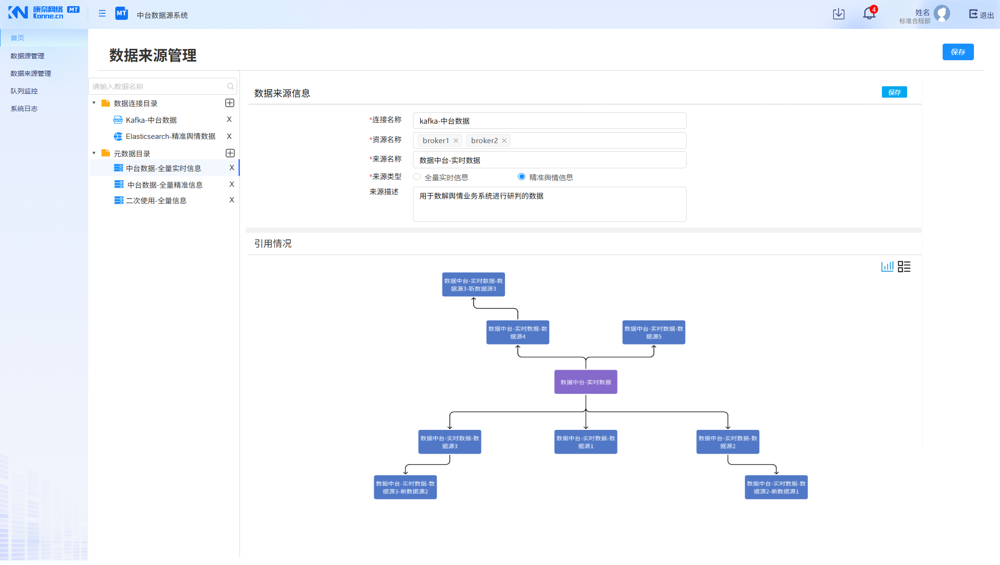 康奈网络 MT
Konne.cn
MT 中台数据源系统
4
姓名
标准合规部
退出
首页
数据源管理
数据来源管理
队列监控
系统日志
数据来源管理
保存
请输入数据名称
数据连接目录
KAFKA Kafka-中台数据 X
Elasticsearch-精准舆情数据 X
元数据目录
中台数据-全量实时信息 X
中台数据-全量精准信息 X
二次使用-全量信息 X
数据来源信息
保存
*连接名称 kafka-中台数据
*资源名称 broker1 broker2
*来源名称 数据中台-实时数据
*来源类型 全量实时信息 精准舆情信息
来源描述 用于数解舆情业务系统进行研判的数据
引用情况
数据中台-实时数据-数
据源3-新数据源3
数据中台-实时数据-数
据源4
数据中台-实时数据-数
据源5
数据中台-实时数据
数据中台-实时数据-数
据源3
数据中台-实时数据-数
据源1
数据中台-实时数据-数
据源2
数据中台-实时数据-数
据源3-新数据源2
数据中台-实时数据-数
据源2-新数据源1